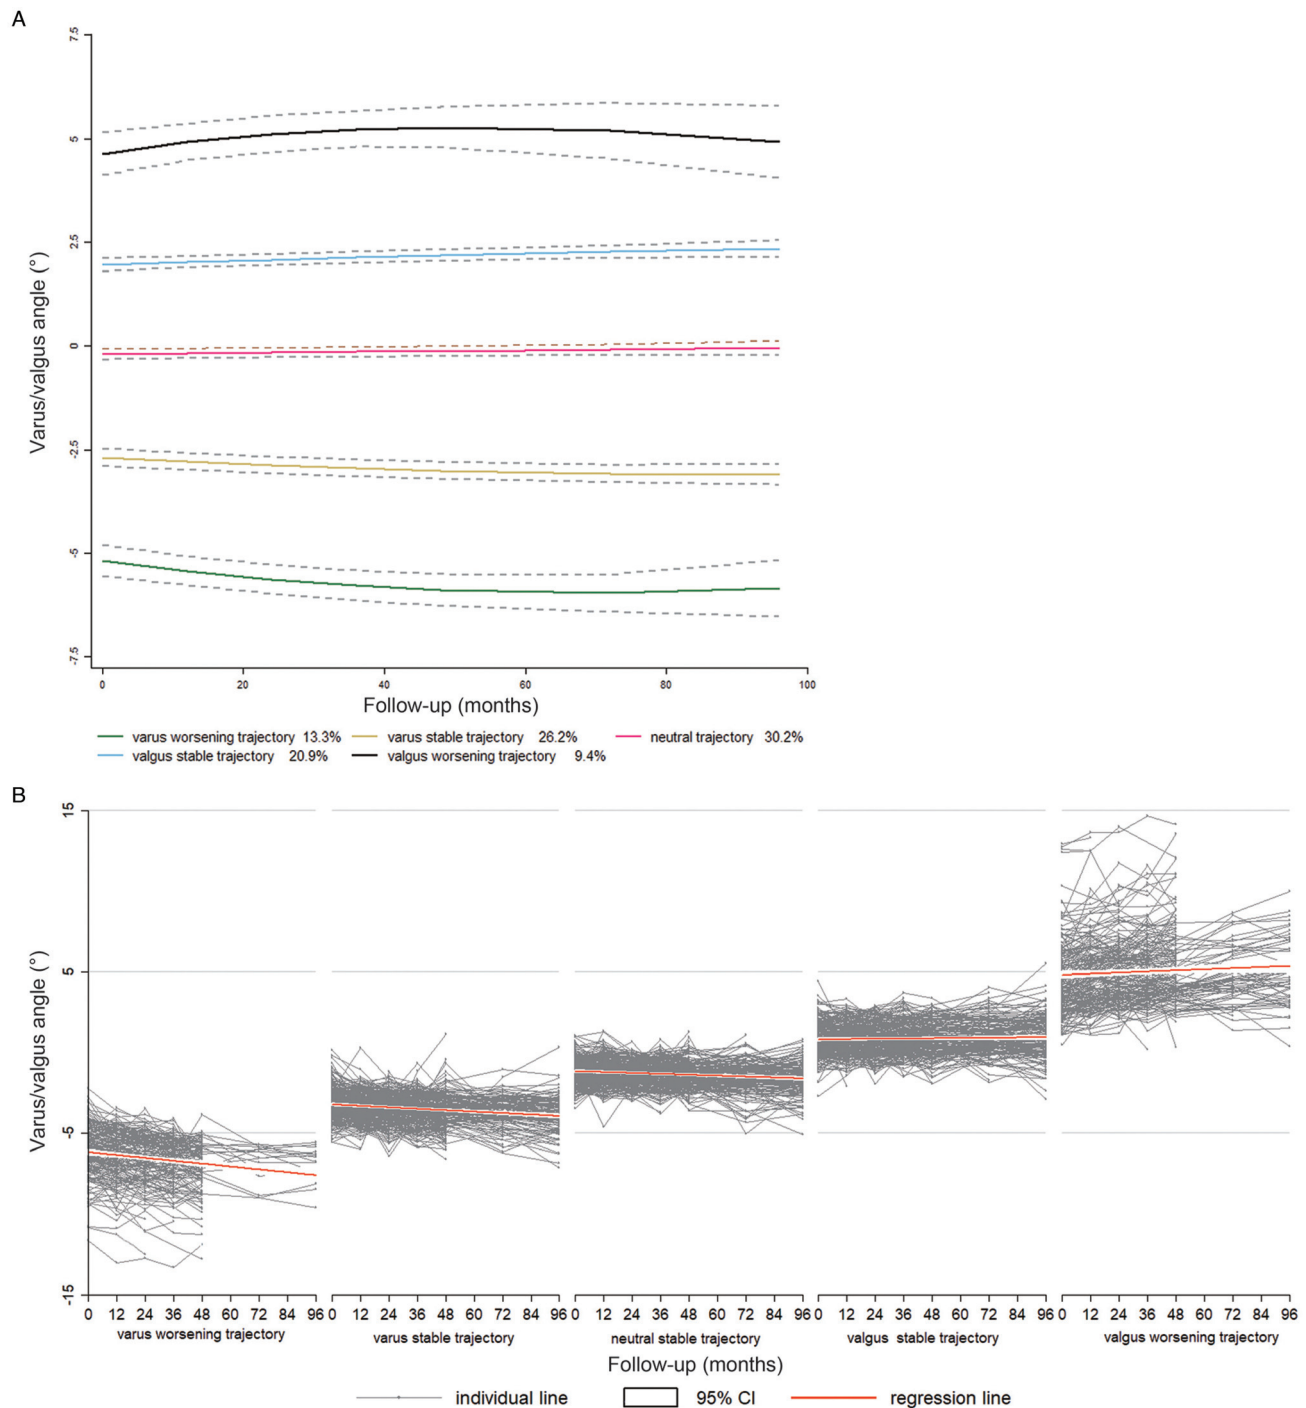 A
7.5
5
2.5
0
-2.5
-5
-7.5
Varus/valgus angle (°)
0 20 40 60 80 100
Follow-up (months)
varus worsening trajectory 13.3% varus stable trajectory 26.2% neutral trajectory 30.2%
valgus stable trajectory 20.9% valgus worsening trajectory 9.4%
B
15
5
-5
-15
Varus/valgus angle (°)
0 12 24 36 48 60 72 84 96 0 12 24 36 48 60 72 84 96 0 12 24 36 48 60 72 84 96 0 12 24 36 48 60 72 84 96 0 12 24 36 48 60 72 84 96
varus worsening trajectory varus stable trajectory neutral stable trajectory valgus stable trajectory valgus worsening trajectory
Follow-up (months)
individual line 95% CI regression line